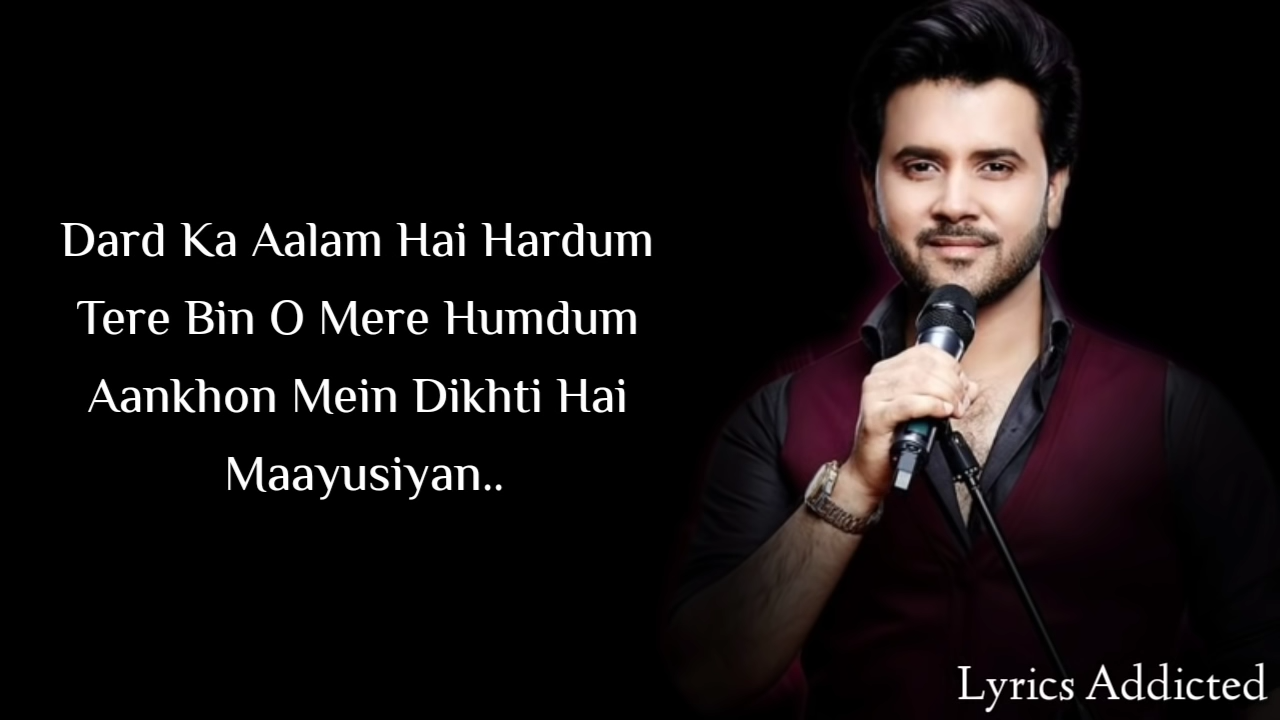 Dard Ka Aalam Hai Hardum
Tere Bin O Mere Humdum
Aankhon Mein Dikhti Hai
Maayusiyan..
Lyrics Addicted